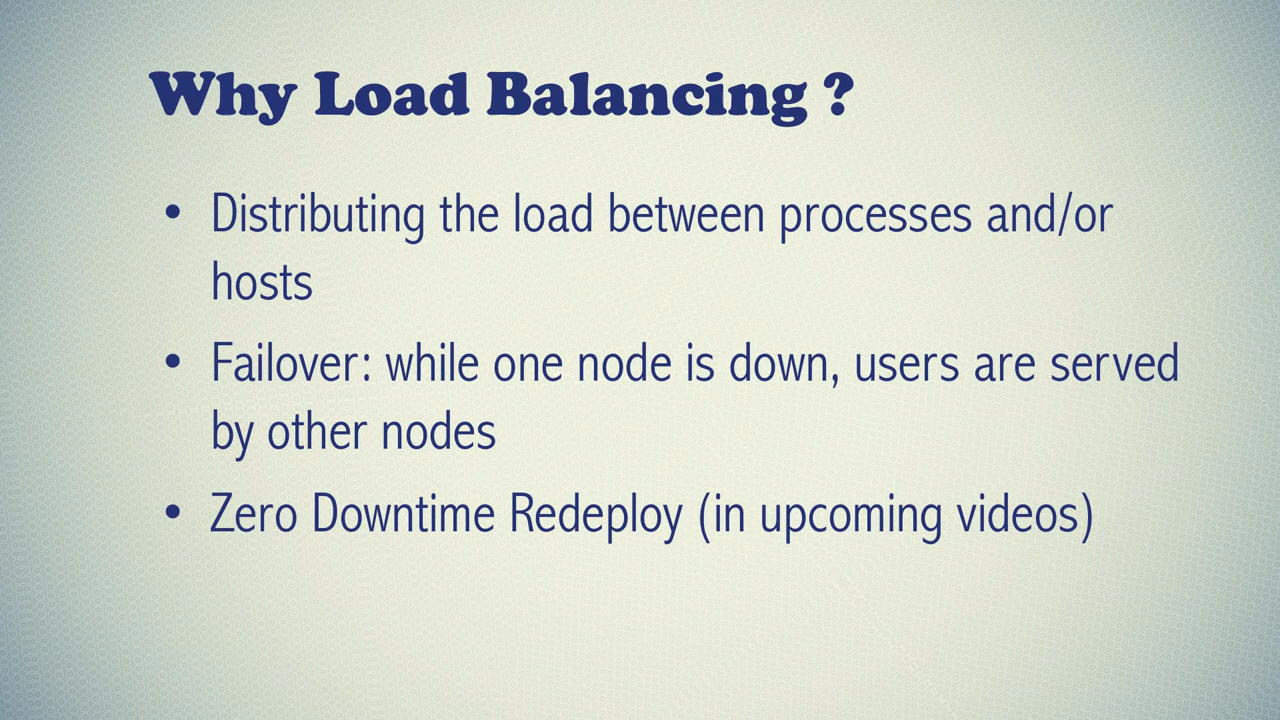 Why Load Balancing ?
• Distributing the load between processes and/or
hosts
• Failover: while one node is down, users are served
by other nodes
• Zero Downtime Redeploy (in upcoming videos)